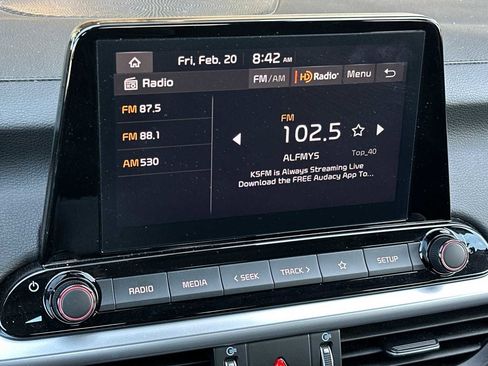 Fri, Feb. 20 8:42 AM
Radio FM/AM HD Radio Menu
FM 87.5
FM 88.1
AM 530
FM
102.5
ALFMYS Top_40
KSFM is Always Streaming Live
Download the FREE Audacy App To...
RADIO MEDIA < SEEK TRACK > SETUP